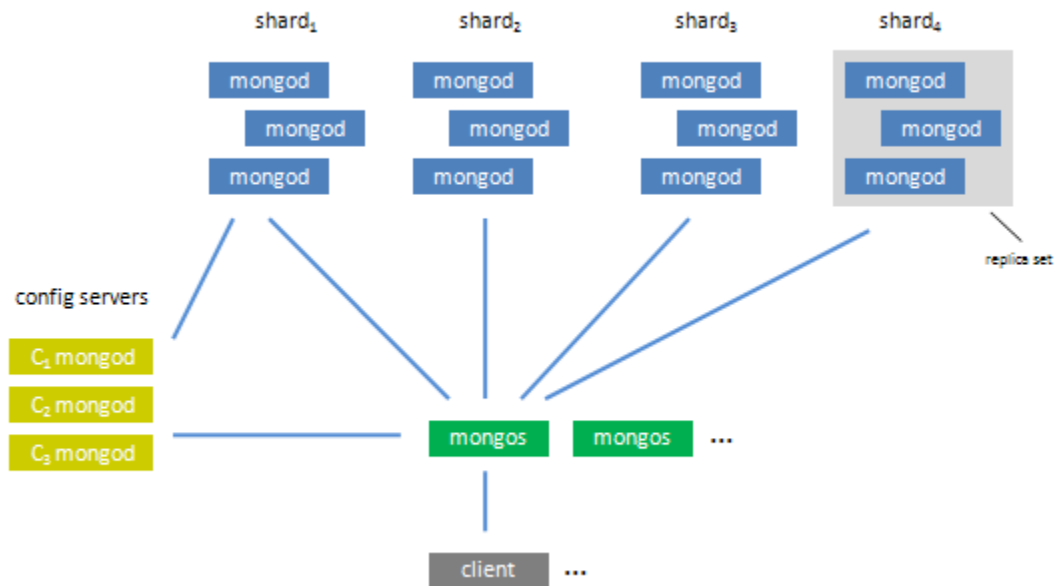 shard₁ shard₂ shard₃ shard₄
mongod mongod mongod mongod
mongod mongod mongod mongod
mongod mongod mongod mongod
replica set
config servers
C₁ mongod
C₂ mongod
C₃ mongod
mongos mongos ...
client ...